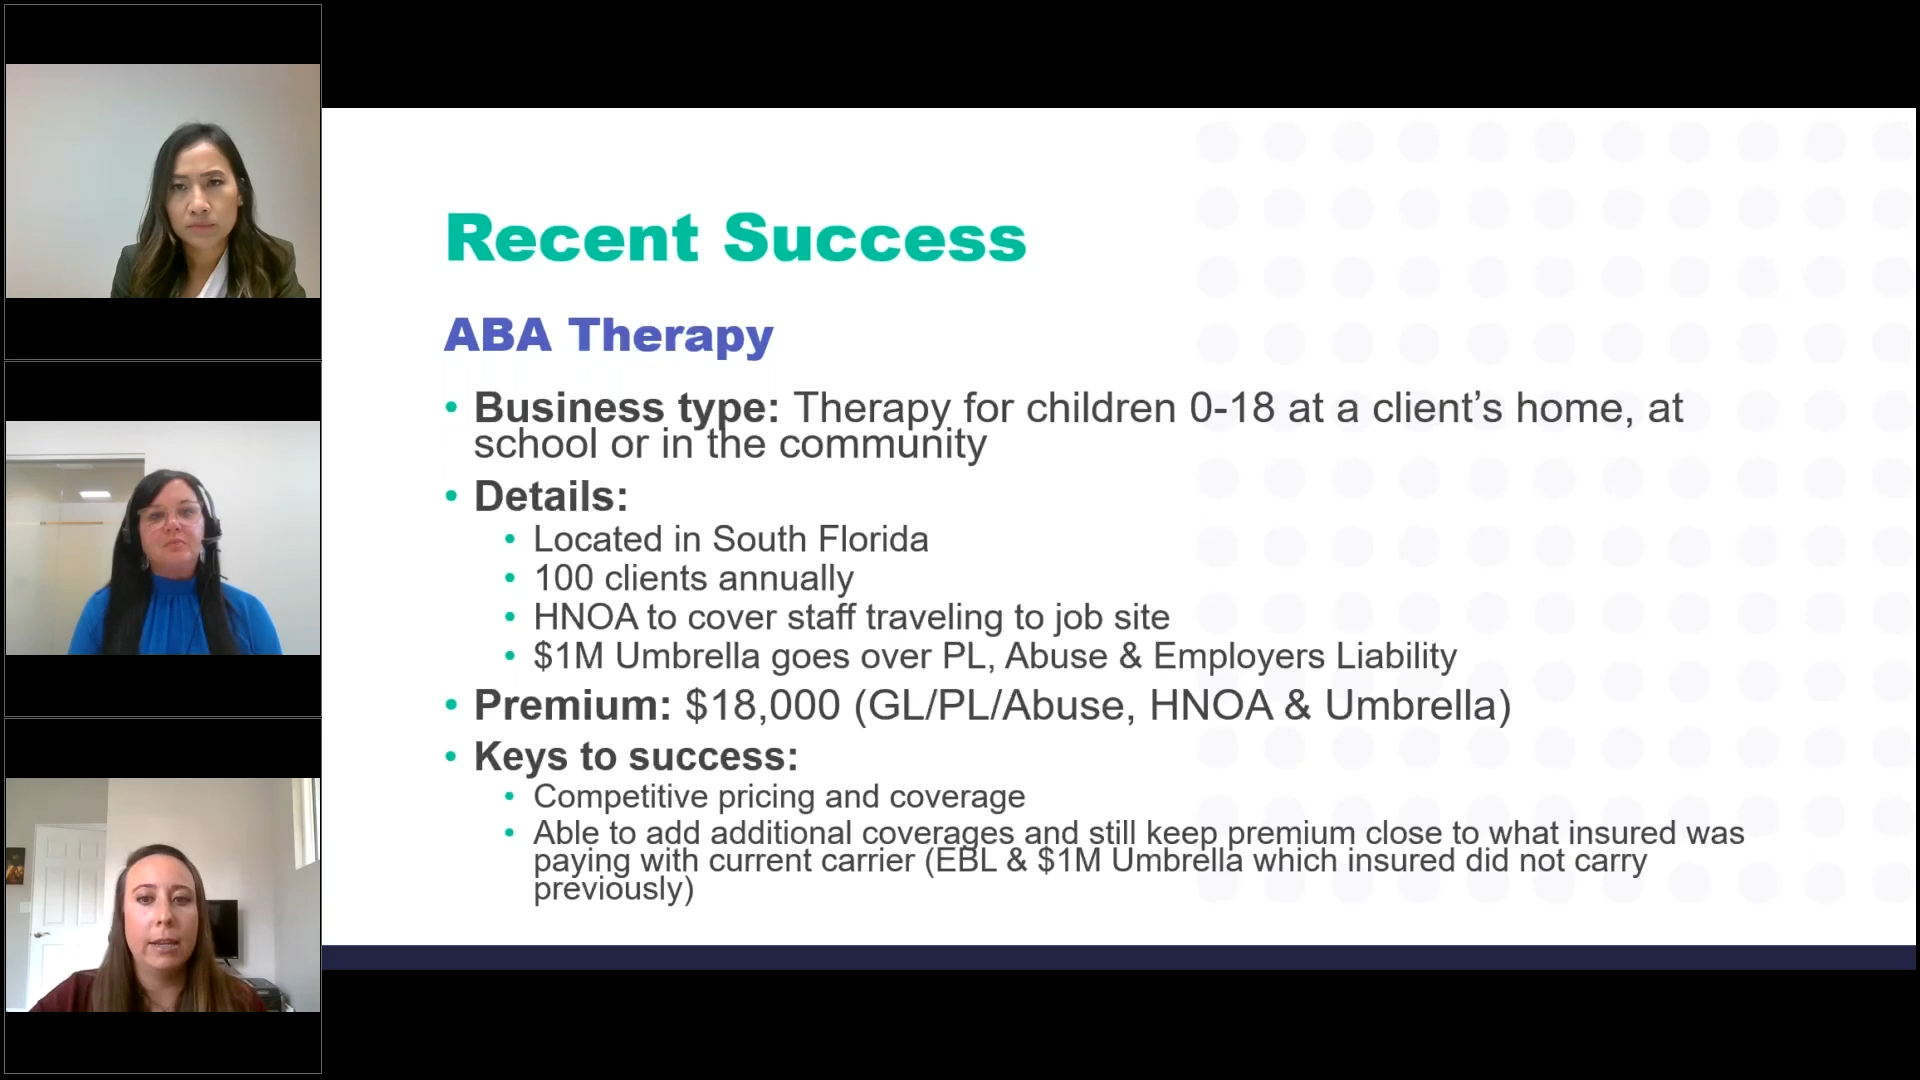 Recent Success
ABA Therapy
• Business type: Therapy for children 0-18 at a client’s home, at
school or in the community
• Details:
• Located in South Florida
• 100 clients annually
• HNOA to cover staff traveling to job site
• $1M Umbrella goes over PL, Abuse & Employers Liability
• Premium: $18,000 (GL/PL/Abuse, HNOA & Umbrella)
• Keys to success:
• Competitive pricing and coverage
• Able to add additional coverages and still keep premium close to what insured was
paying with current carrier (EBL & $1M Umbrella which insured did not carry
previously)